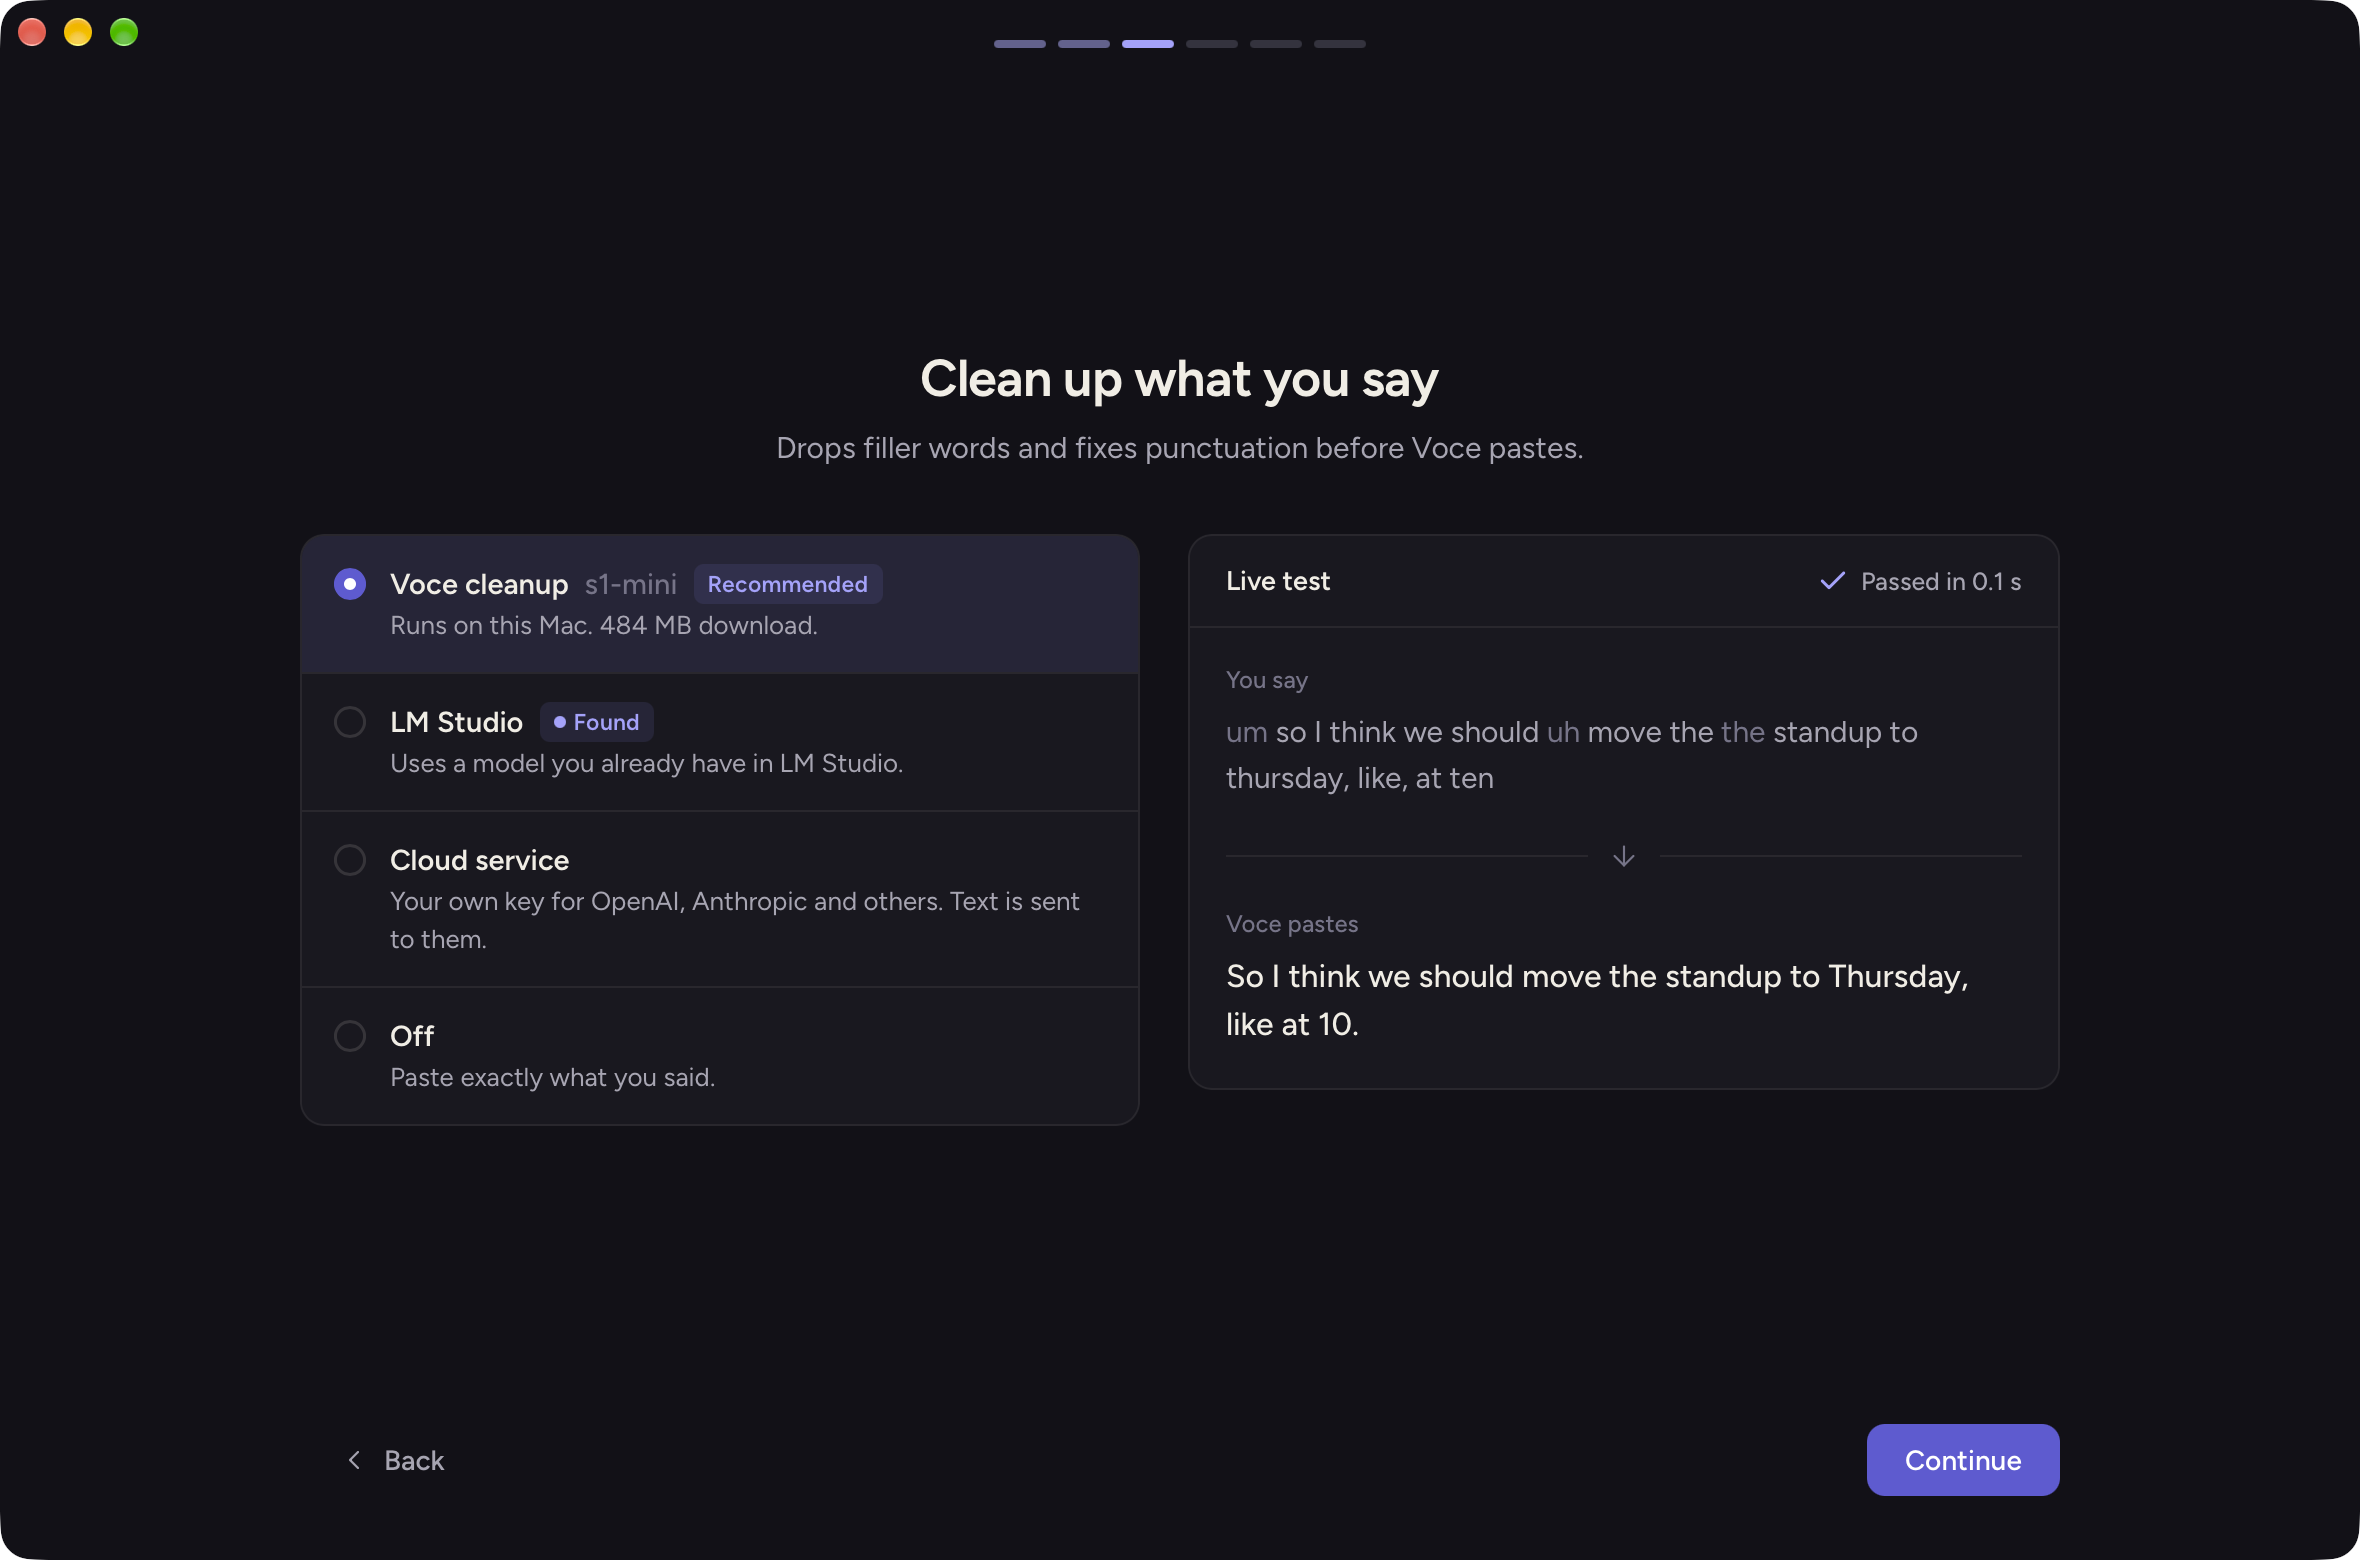 Clean up what you say
Drops filler words and fixes punctuation before Voce pastes.
Voce cleanup s1-mini Recommended
Runs on this Mac. 484 MB download.
LM Studio Found
Uses a model you already have in LM Studio.
Cloud service
Your own key for OpenAI, Anthropic and others. Text is sent
to them.
Off
Paste exactly what you said.
Live test Passed in 0.1 s
You say
um so I think we should uh move the the standup to
thursday, like, at ten
Voce pastes
So I think we should move the standup to Thursday,
like at 10.
Back
Continue